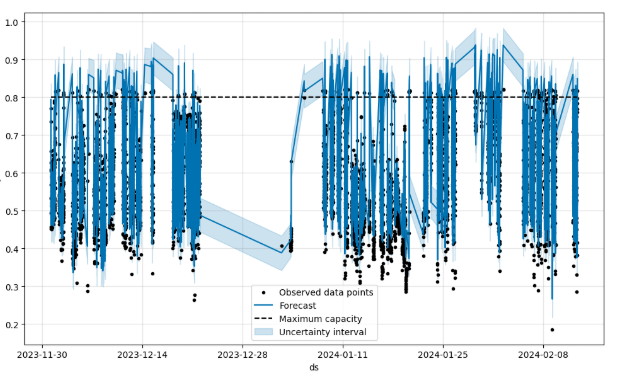 1.0
0.9
0.8
0.7
0.6
0.5
0.4
0.3
0.2
Observed data points
Forecast
Maximum capacity
Uncertainty interval
2023-11-30 2023-12-14 2023-12-28 2024-01-11 2024-01-25 2024-02-08
ds